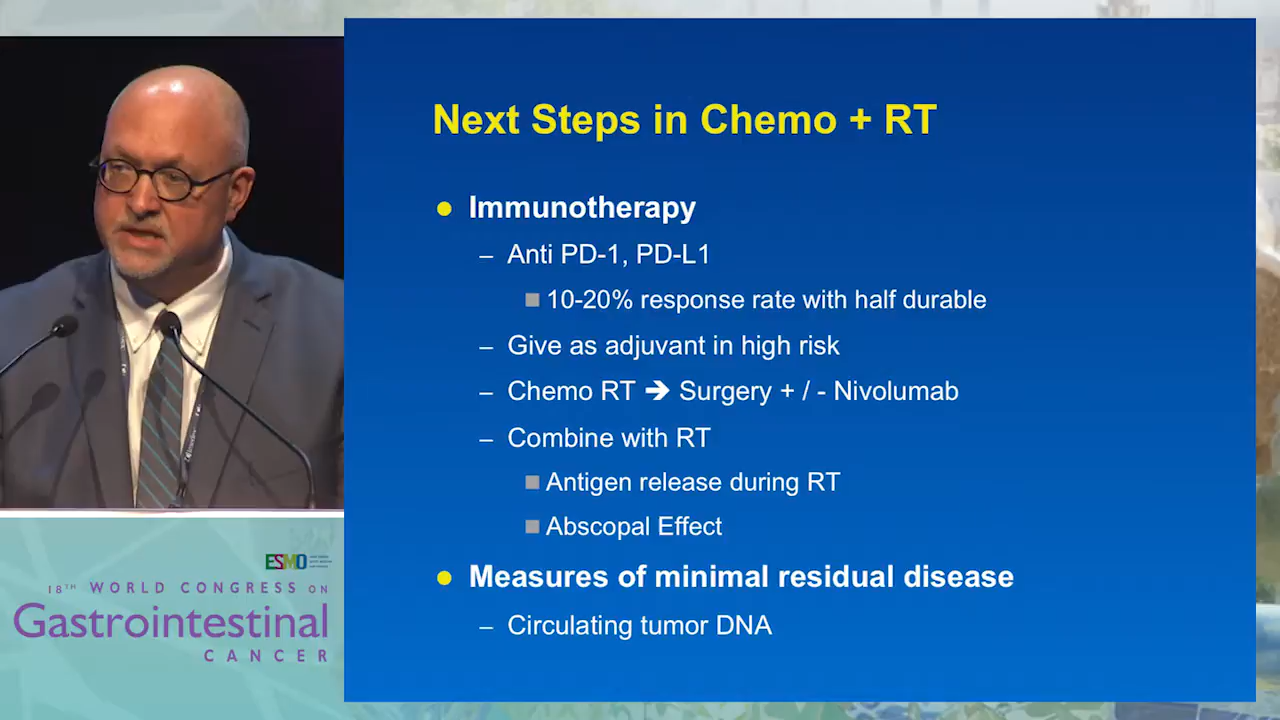 Next Steps in Chemo + RT
● Immunotherapy
– Anti PD-1, PD-L1
■ 10-20% response rate with half durable
– Give as adjuvant in high risk
– Chemo RT ➔ Surgery + / - Nivolumab
– Combine with RT
■ Antigen release during RT
■ Abscopal Effect
● Measures of minimal residual disease
– Circulating tumor DNA
ESMO
18TH WORLD CONGRESS ON
Gastrointestinal
CANCER